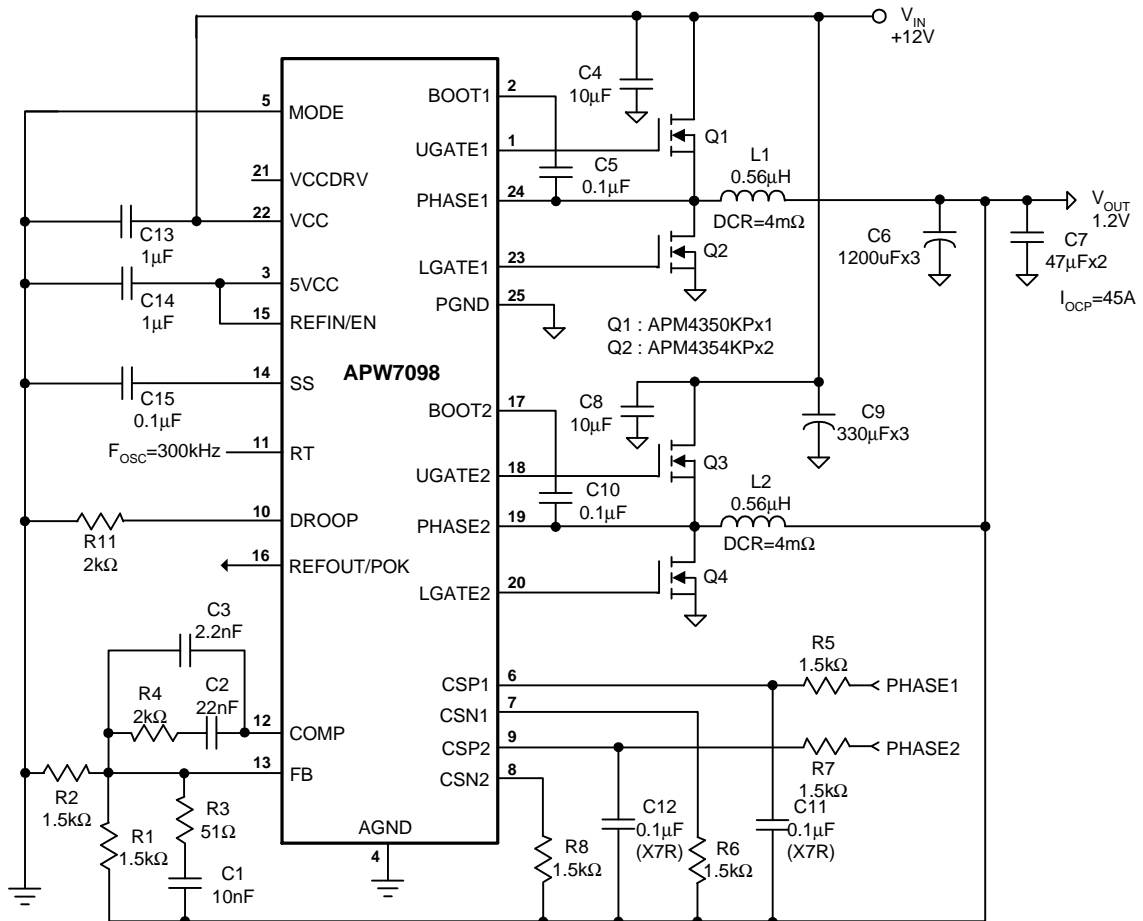 V_IN
+12V
C4
10µF
2
BOOT1
5
MODE
Q1
1
UGATE1
C5
0.1µF
L1
0.56µH
21
VCCDRV
24
PHASE1
DCR=4mΩ
V_OUT
1.2V
22
VCC
C13
1µF
C6
1200uFx3
C7
47µFx2
Q2
23
LGATE1
3
5VCC
C14
1µF
I_OCP=45A
25
PGND
15
REFIN/EN
Q1 : APM4350KPx1
Q2 : APM4354KPx2
APW7098
14
SS
C15
0.1µF
17
BOOT2
C8
10µF
C9
330µFx3
F_OSC=300kHz
11
RT
Q3
18
UGATE2
C10
0.1µF
L2
0.56µH
10
DROOP
19
PHASE2
R11
2kΩ
DCR=4mΩ
16
REFOUT/POK
Q4
20
LGATE2
C3
2.2nF
R5
1.5kΩ
6
CSP1
PHASE1
R4
2kΩ
C2
22nF
7
CSN1
12
COMP
9
CSP2
PHASE2
13
FB
8
CSN2
R7
1.5kΩ
R2
1.5kΩ
R3
51Ω
C12
0.1µF
(X7R)
C11
0.1µF
(X7R)
AGND
4
R1
1.5kΩ
R8
1.5kΩ
R6
1.5kΩ
C1
10nF